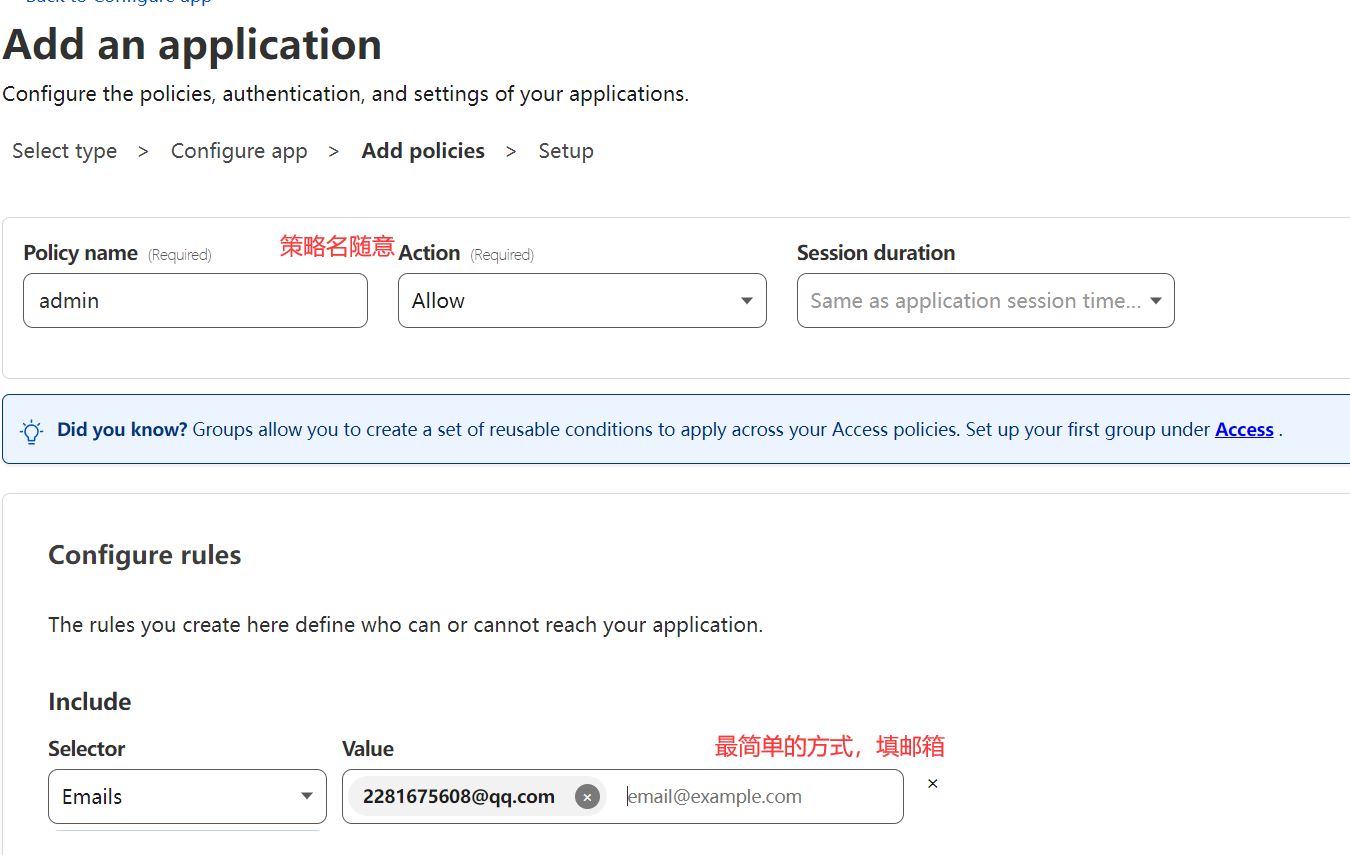 Back to Configure app
Add an application
Configure the policies, authentication, and settings of your applications.
Select type > Configure app > Add policies > Setup
Policy name (Required) 策略名随意 Action (Required) Session duration
admin Allow Same as application session time...
Did you know? Groups allow you to create a set of reusable conditions to apply across your Access policies. Set up your first group under Access .
Configure rules
The rules you create here define who can or cannot reach your application.
Include
Selector Value 最简单的方式，填邮箱
Emails 2281675608@qq.com × email@example.com ×